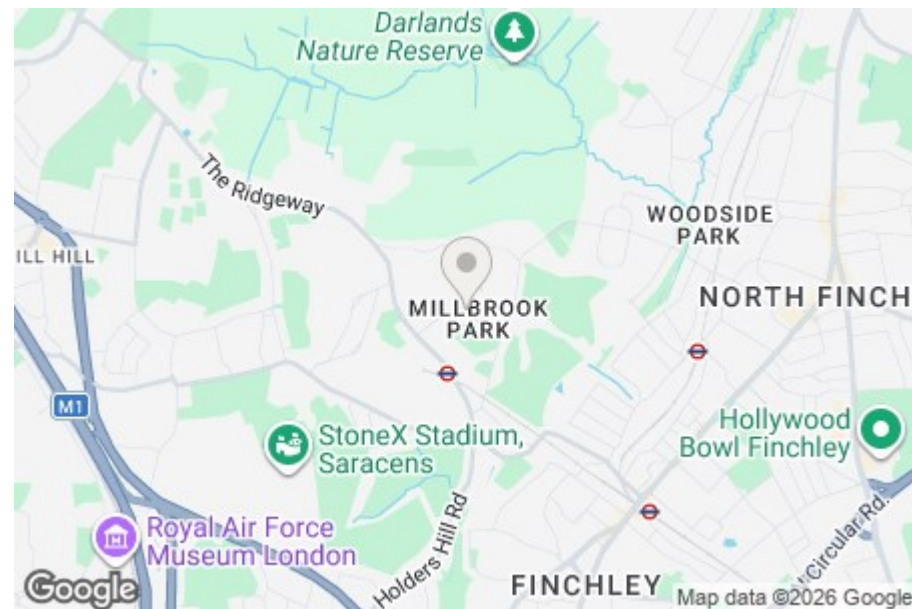 Darlands
Nature Reserve
The Ridgeway
WOODSIDE
PARK
ILL HILL
MILLBROOK
PARK
NORTH FINCH
M1
StoneX Stadium,
Saracens
Hollywood
Bowl Finchley
Royal Air Force
Museum London
Holders Hill Rd
Circular Rd.
FINCHLEY
Google
Map data ©2026 Google